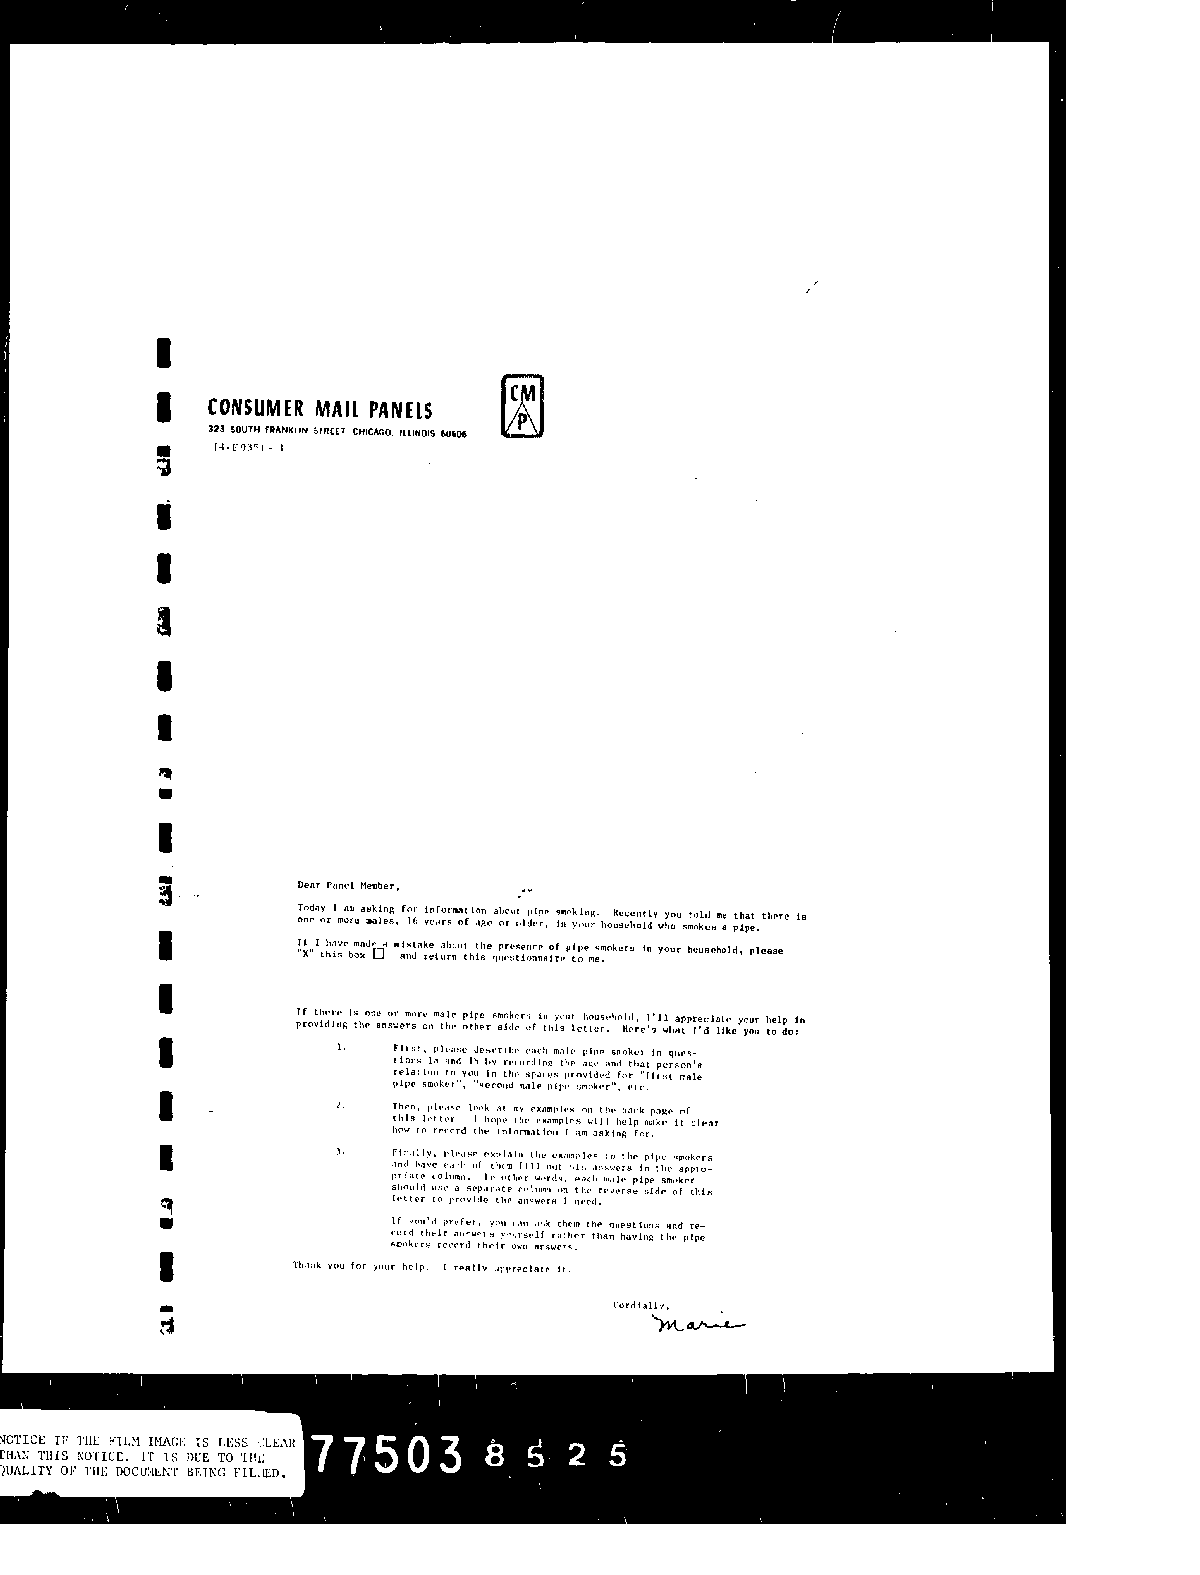 CM
P
CONSUMER MAIL PANELS
323 SOUTH FRANKLIN STREET CHICAGO, ILLINOIS 60606
Dear Panel Member,
Today I am asking for information about pipe smoking. Recently you told me that there is
one or more males, 16 years of age or older, in your household who smokes a pipe.
If I have made a mistake about the presence of pipe smokers in your household, please
"X" this box □ and return this questionnaire to me.
If there is one or more male pipe smokers in your household, I'll appreciate your help in
providing the answers on the other side of this letter. Here's what I'd like you to do:
1. First, please describe each male pipe smoker in ques-
tions 1a and 1b by recording the age and that person's
relation to you in the spaces provided for "first male
pipe smoker", "second male pipe smoker", etc.
2. Then, please look at my examples on the back page of
this letter. I hope the examples will help make it clear
how to record the information I am asking for.
3. Finally, please explain the examples to the pipe smokers
and have each of them fill out his answers in the appro-
priate column. In other words, each male pipe smoker
should use a separate column on the reverse side of this
letter to provide the answers I need.
If you'd prefer, you can ask them the questions and re-
cord their answers yourself rather than having the pipe
smokers record their own answers.
Thank you for your help. I really appreciate it.
Cordially,
Marie
NOTICE IF THE FILM IMAGE IS LESS CLEAR
THAN THIS NOTICE. IT IS DUE TO THE
QUALITY OF THE DOCUMENT BEING FILMED.
77503 8525